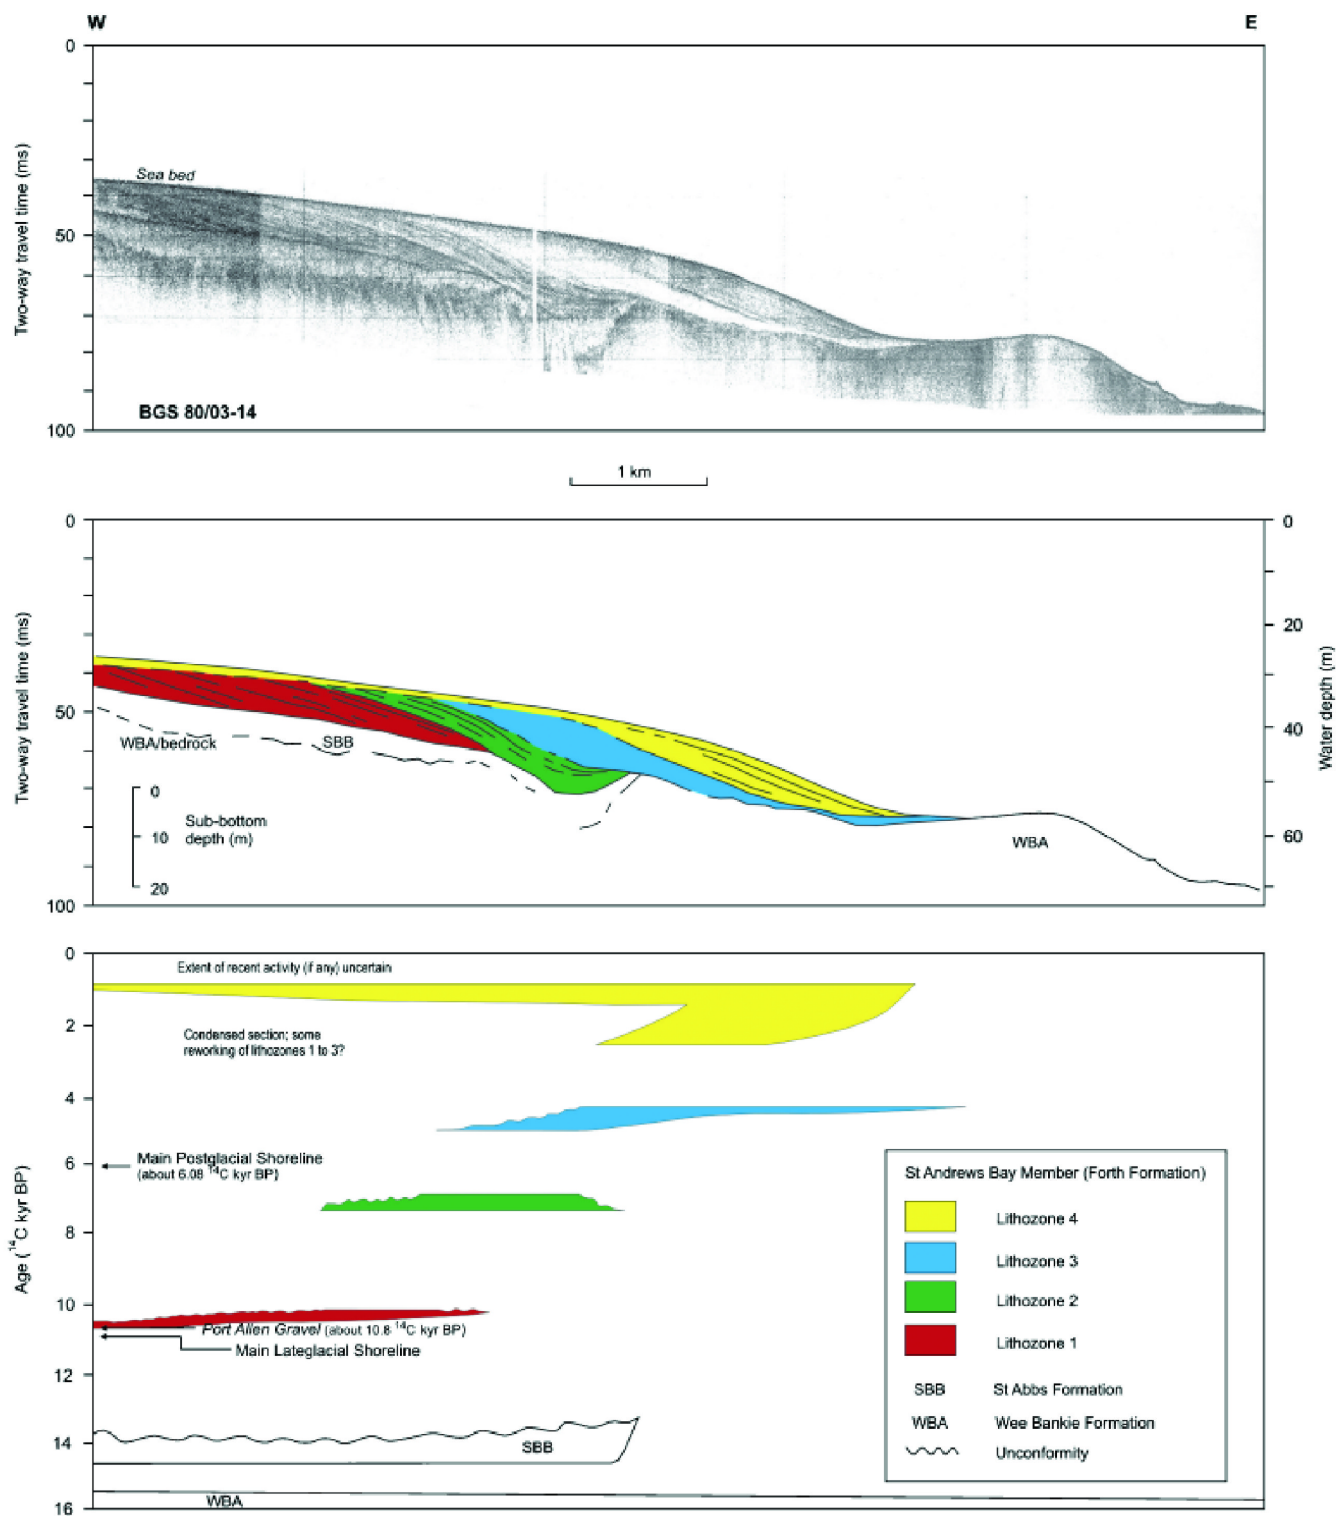 W
E
0
50
100
Two-way travel time (ms)
Sea bed
BGS 80/03-14
1 km
0
50
100
Two-way travel time (ms)
0
20
40
60
Water depth (m)
WBA/bedrock
SBB
WBA
0
10
20
Sub-bottom
depth (m)
0
2
4
6
8
10
12
14
16
Age (¹⁴C kyr BP)
Extent of recent activity (if any) uncertain
Condensed section; some
reworking of lithozones 1 to 3?
Main Postglacial Shoreline
(about 6.08 ¹⁴C kyr BP)
Port Allen Gravel (about 10.8 ¹⁴C kyr BP)
Main Lateglacial Shoreline
SBB
WBA
St Andrews Bay Member (Forth Formation)
Lithozone 4
Lithozone 3
Lithozone 2
Lithozone 1
SBB St Abbs Formation
WBA Wee Bankie Formation
Unconformity